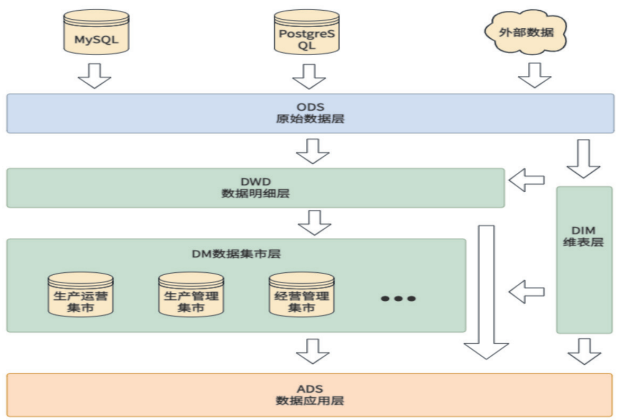 MySQL
PostgreS
QL
外部数据
ODS
原始数据层
DWD
数据明细层
DIM
维表层
DM数据集市层
生产运营
集市
生产管理
集市
经营管理
集市
•••
ADS
数据应用层